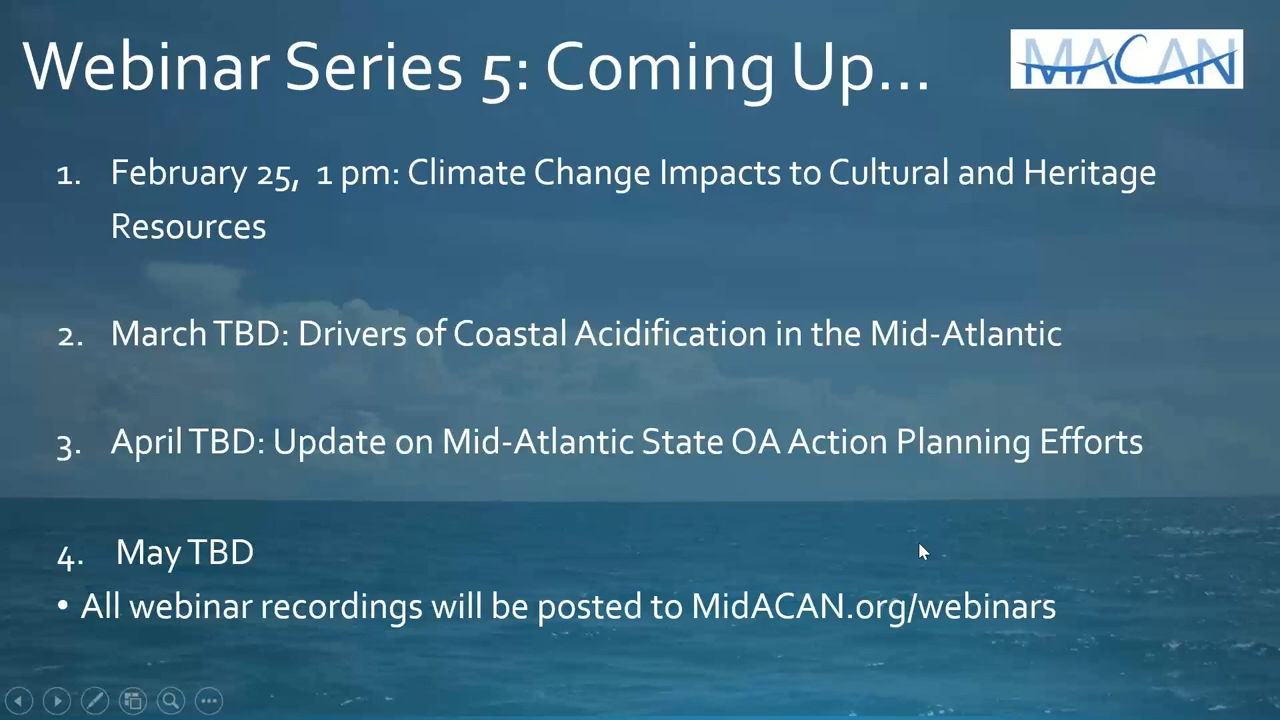 Webinar Series 5: Coming Up...
MACAN
1. February 25, 1 pm: Climate Change Impacts to Cultural and Heritage
Resources
2. March TBD: Drivers of Coastal Acidification in the Mid-Atlantic
3. April TBD: Update on Mid-Atlantic State OA Action Planning Efforts
4. May TBD
• All webinar recordings will be posted to MidACAN.org/webinars